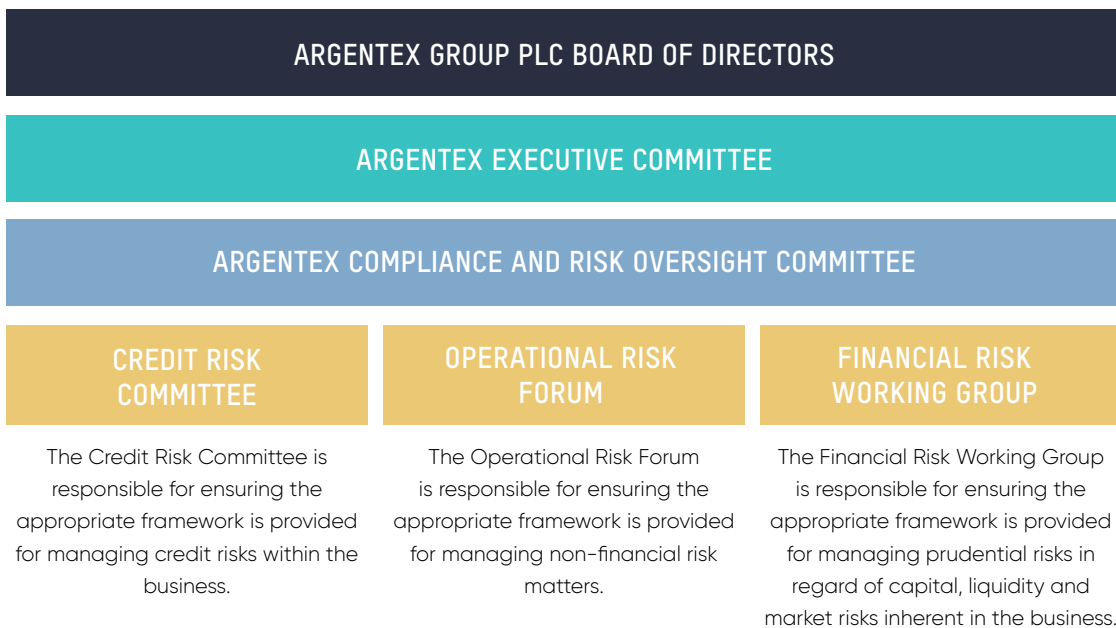 ARGENTEX GROUP PLC BOARD OF DIRECTORS
ARGENTEX EXECUTIVE COMMITTEE
ARGENTEX COMPLIANCE AND RISK OVERSIGHT COMMITTEE
CREDIT RISK
COMMITTEE
The Credit Risk Committee is
responsible for ensuring the
appropriate framework is provided
for managing credit risks within the
business.
OPERATIONAL RISK
FORUM
The Operational Risk Forum
is responsible for ensuring the
appropriate framework is provided
for managing non-financial risk
matters.
FINANCIAL RISK
WORKING GROUP
The Financial Risk Working Group
is responsible for ensuring the
appropriate framework is provided
for managing prudential risks in
regard of capital, liquidity and
market risks inherent in the business.